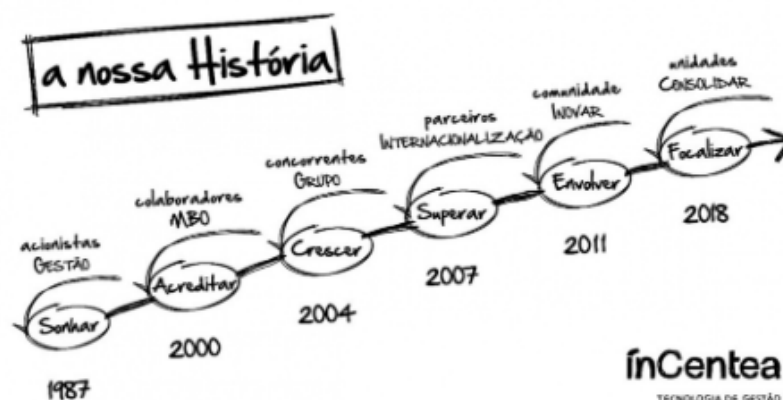 a nossa História
acionistas
GESTÃO
Sonhar
1987
colaboradores
MBO
Acreditar
2000
concorrentes
GRUPO
Crescer
2004
parceiros
INTERNACIONALIZAÇÃO
Superar
2007
comunidade
INOVAR
Envolver
2011
unidades
CONSOLIDAR
Focalizar
2018
ínCentea
TECNOLOGIA DE GESTÃO